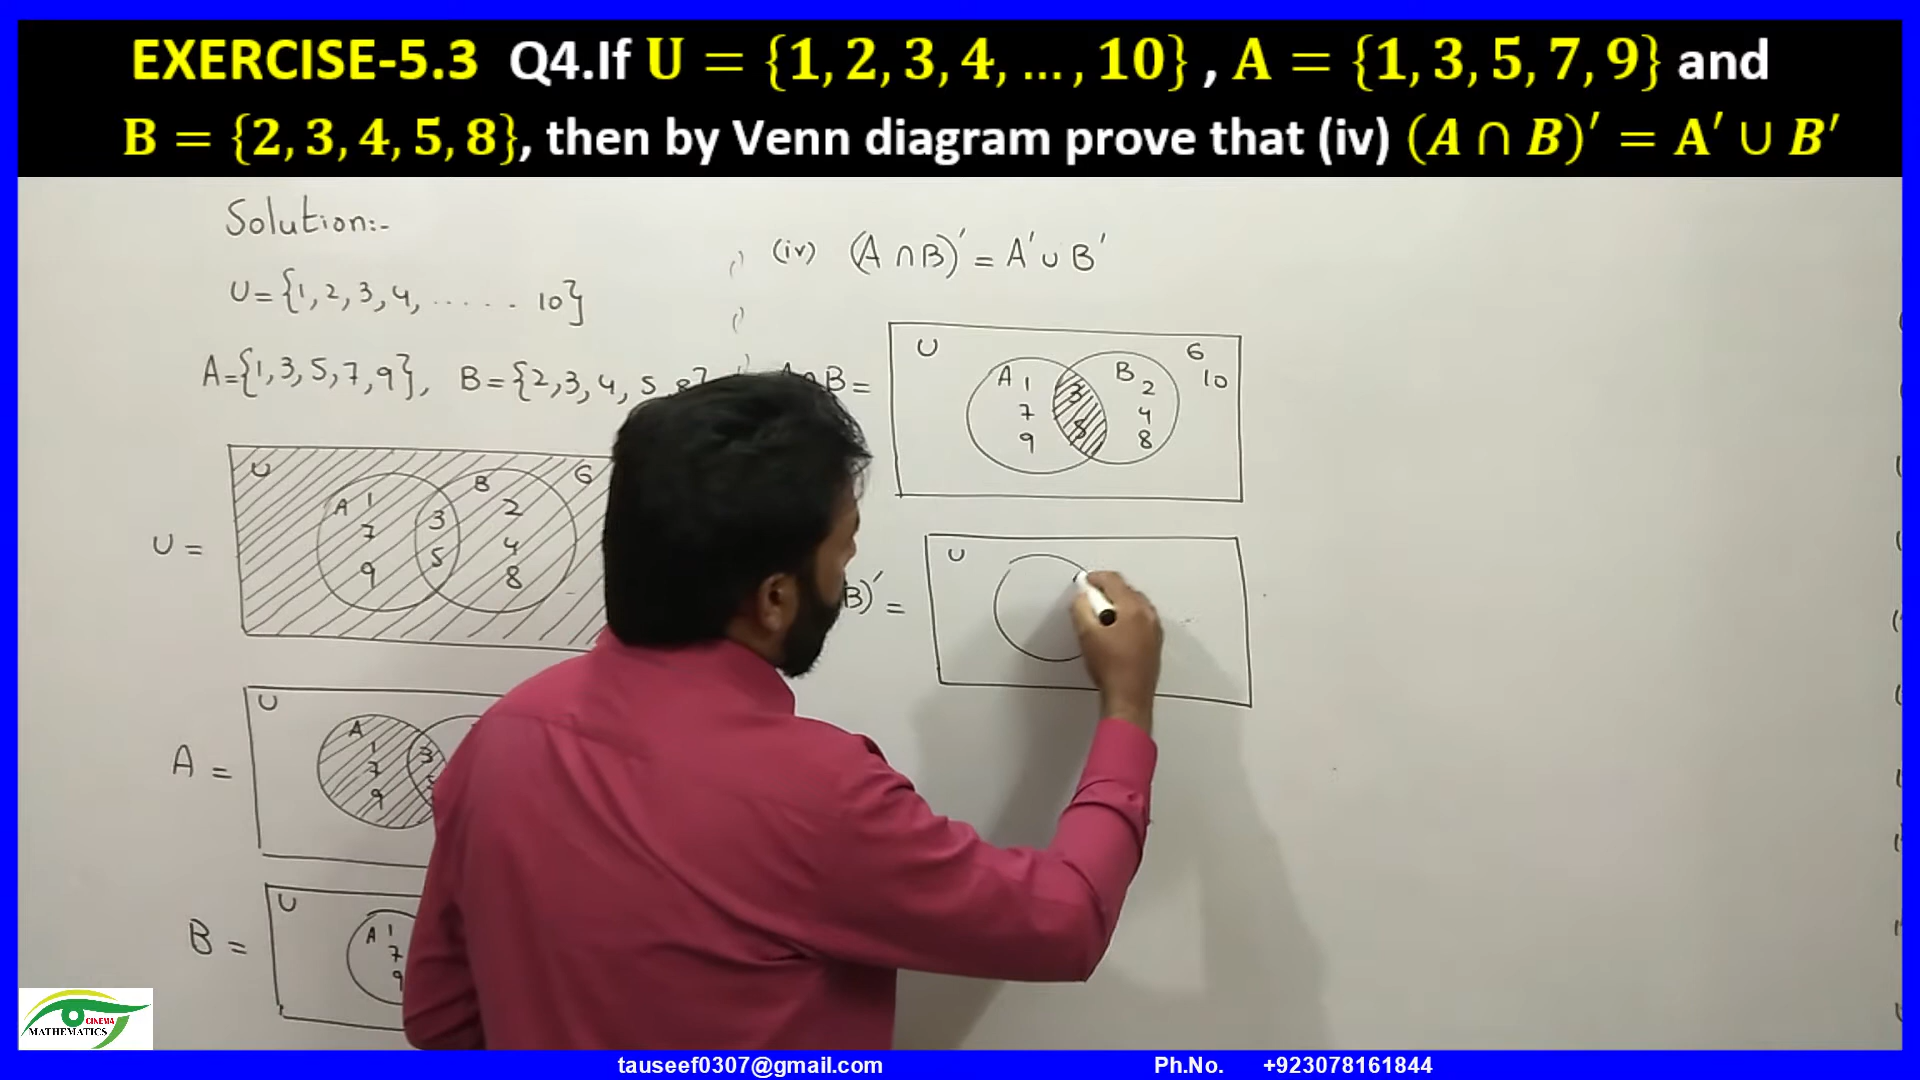 EXERCISE-5.3 Q4.If U = {1, 2, 3, 4, ... , 10} , A = {1, 3, 5, 7, 9} and
B = {2, 3, 4, 5, 8}, then by Venn diagram prove that (iv) (A ∩ B)′ = A′ ∪ B′
Solution:-
U = {1, 2, 3, 4, ..... 10}
A = {1, 3, 5, 7, 9}, B = {2, 3, 4, 5, 8}
U =
U
A 1
7
9
3
5
B
2
4
8
6
A =
U
A
1
7
9
3
B =
U
A 1
7
9
(iv) (A ∩ B)′ = A′ ∪ B′
∩ B =
U
A 1
7
9
3
B 2
4
8
6
10
B)′ =
U
CINEMA
MATHEMATICS
tauseef0307@gmail.com Ph.No. +923078161844